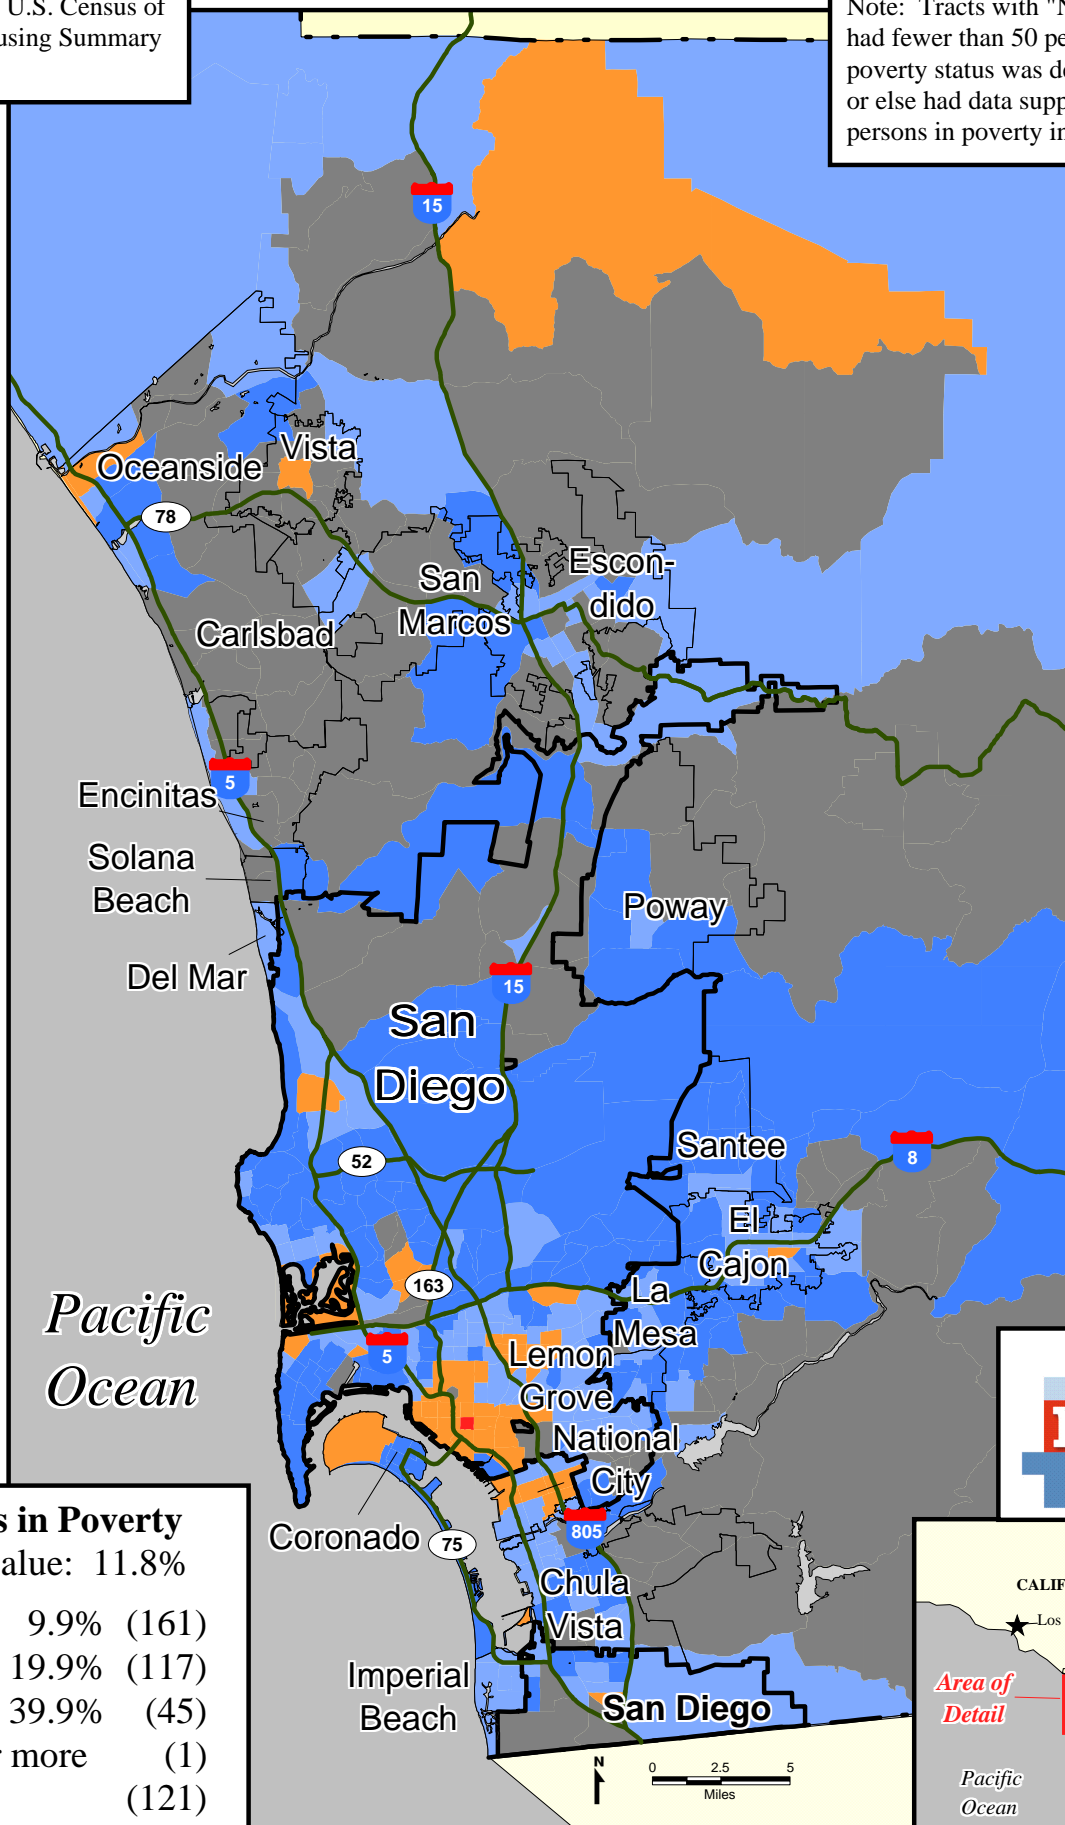 U.S. Census of
using Summary
Note: Tracts with "N
had fewer than 50 pe
poverty status was de
or else had data supp
persons in poverty in
15
Vista
Oceanside
78
Escon-
dido
San
Marcos
Carlsbad
5
Encinitas
Solana
Beach
Poway
Del Mar
15
San
Diego
Santee
52
8
El
Cajon
163
La
Mesa
Pacific
Ocean
5
Lemon
Grove
National
City
Coronado
75
805
Chula
Vista
Imperial
Beach
San Diego
s in Poverty
alue: 11.8%
9.9% (161)
19.9% (117)
39.9% (45)
r more (1)
(121)
N
0 2.5 5
Miles
CALIF
Los
Area of
Detail
Pacific
Ocean